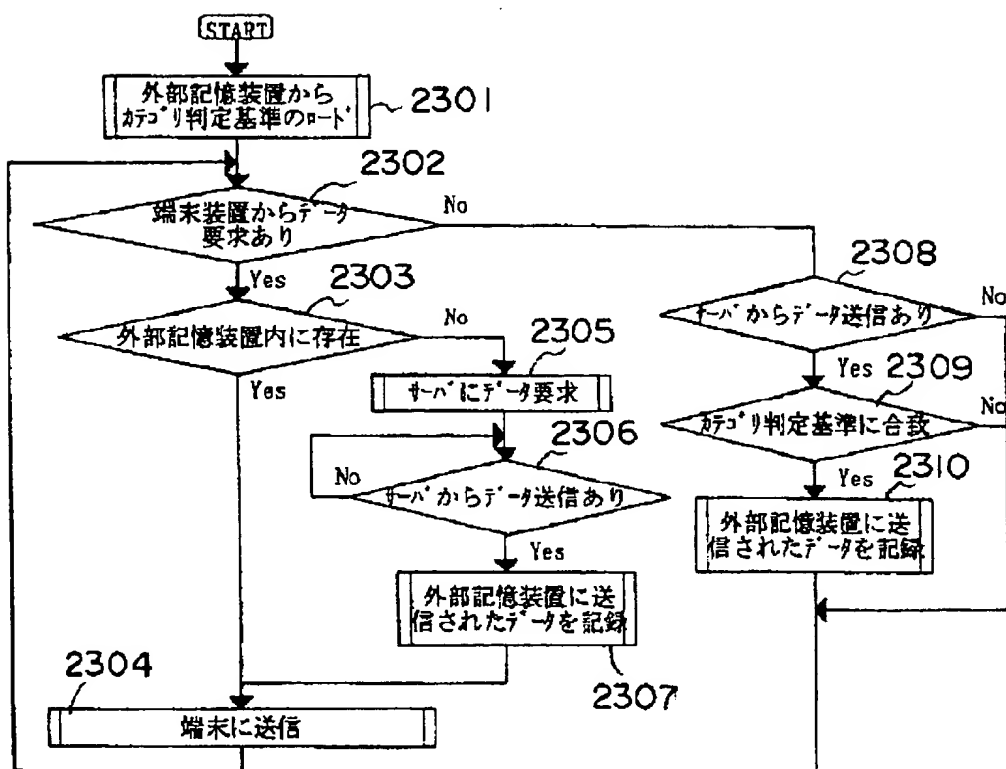 START
外部記憶装置から
カテゴリ判定基準のロード
2301
2302
端末装置からデータ
要求あり
No
Yes
2303
外部記憶装置内に存在
No
Yes
2305
サーバにデータ要求
2306
No
サーバからデータ送信あり
Yes
外部記憶装置に送
信されたデータを記録
2307
2304
端末に送信
2308
サーバからデータ送信あり
No
Yes
2309
カテゴリ判定基準に合致
No
Yes
2310
外部記憶装置に送
信されたデータを記録